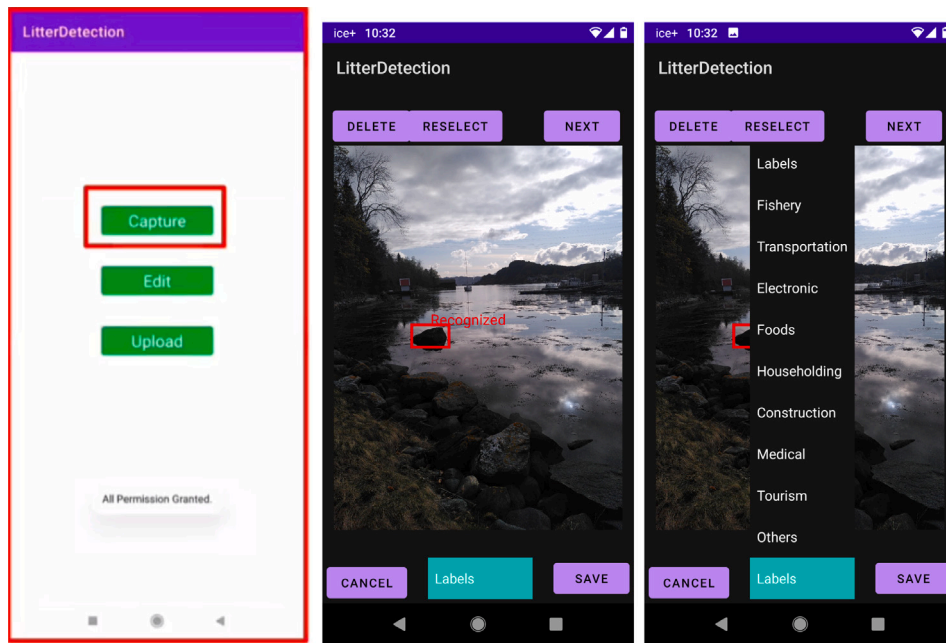 LitterDetection
Capture
Edit
Upload
All Permission Granted.
ice+ 10:32
LitterDetection
DELETE RESELECT NEXT
Recognized
CANCEL Labels SAVE
ice+ 10:32
LitterDetection
DELETE RESELECT NEXT
Labels
Fishery
Transportation
Electronic
Foods
Householding
Construction
Medical
Tourism
Others
CANCEL Labels SAVE